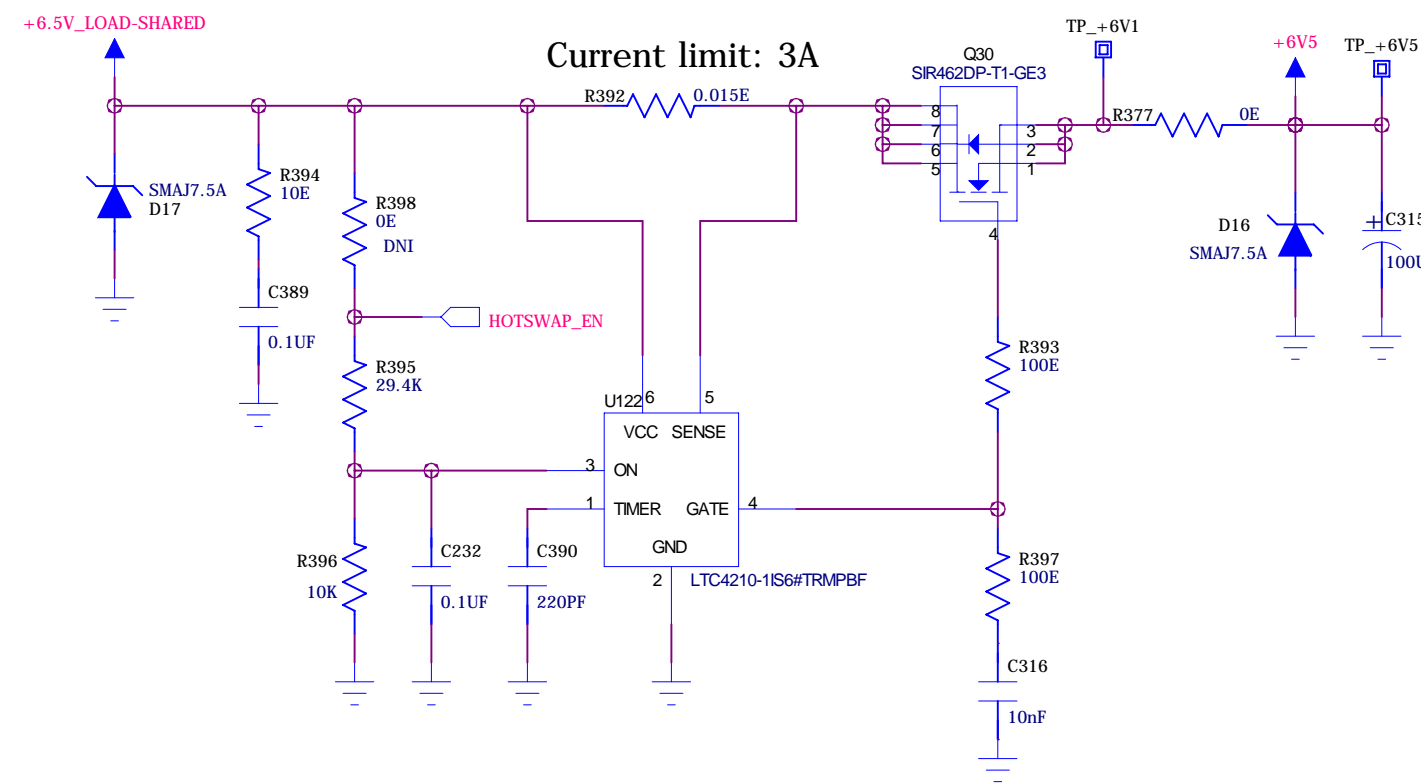 +6.5V_LOAD-SHARED
Current limit: 3A
Q30
SIR462DP-T1-GE3
TP_+6V1
+6V5
TP_+6V5
R392
0.015E
8
7
6
5
3
2
1
4
R377
0E
SMAJ7.5A
D17
R394
10E
R398
0E
DNI
D16
SMAJ7.5A
+
C315
100U
C389
0.1UF
HOTSWAP_EN
R395
29.4K
R393
100E
U122
6
5
VCC SENSE
3
ON
1
TIMER
GATE
4
GND
2
LTC4210-1IS6#TRMPBF
R396
10K
C232
0.1UF
C390
220PF
R397
100E
C316
10nF